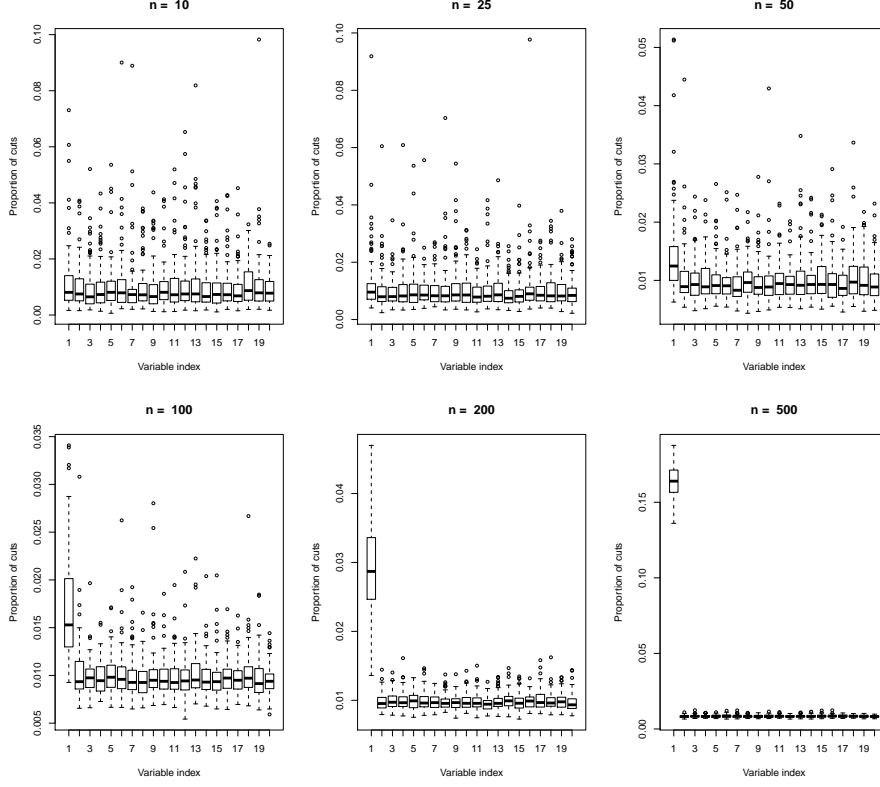 n = 10
Proportion of cuts
0.00 0.02 0.04 0.06 0.08 0.10
1 3 5 7 9 11 13 15 17 19
Variable index
n = 25
Proportion of cuts
0.00 0.02 0.04 0.06 0.08 0.10
1 3 5 7 9 11 13 15 17 19
Variable index
n = 50
Proportion of cuts
0.01 0.02 0.03 0.04 0.05
1 3 5 7 9 11 13 15 17 19
Variable index
n = 100
Proportion of cuts
0.005 0.010 0.015 0.020 0.025 0.030 0.035
1 3 5 7 9 11 13 15 17 19
Variable index
n = 200
Proportion of cuts
0.01 0.02 0.03 0.04
1 3 5 7 9 11 13 15 17 19
Variable index
n = 500
Proportion of cuts
0.00 0.05 0.10 0.15
1 3 5 7 9 11 13 15 17 19
Variable index